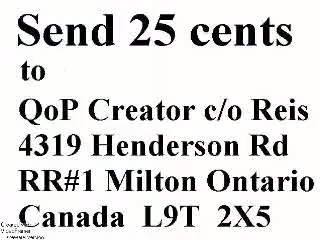 Send 25 cents
to
QoP Creator c/o Reis
4319 Henderson Rd
RR#1 Milton Ontario
Canada L9T 2X5